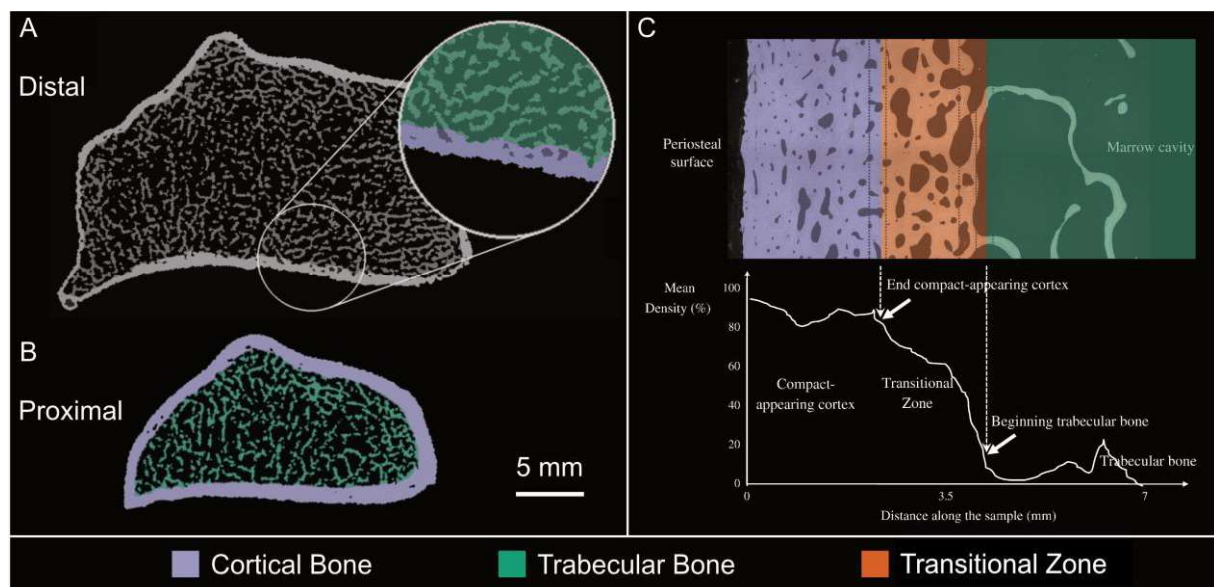 A
Distal
B
Proximal
5 mm
C
Periosteal
surface
Marrow cavity
Mean
Density (%)
100
80
60
40
20
0
End compact-appearing cortex
Compact-
appearing cortex
Transitional
Zone
Beginning trabecular bone
Trabecular bone
0
3.5
7
Distance along the sample (mm)
Cortical Bone
Trabecular Bone
Transitional Zone